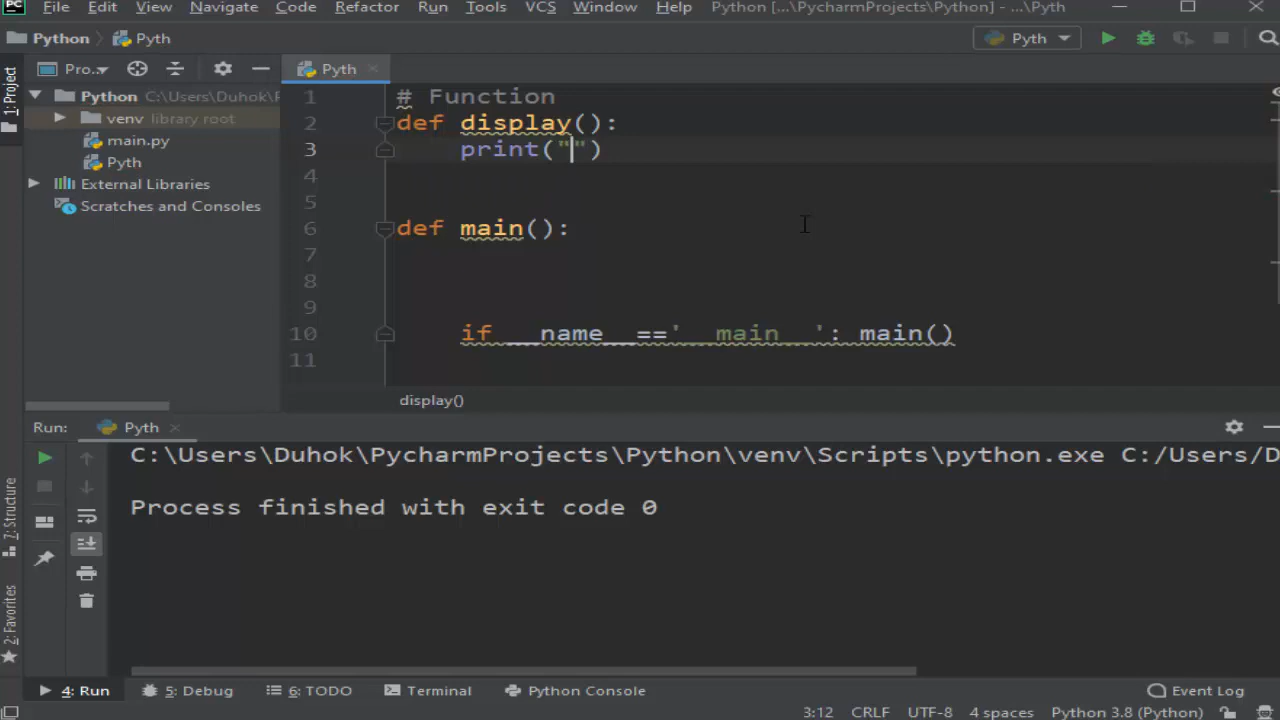 PC File Edit View Navigate Code Refactor Run Tools VCS Window Help Python [...\PycharmProjects\Python] - ...\Pyth
Python Pyth Pyth
1: Project
Pro... Pyth
Python C:\Users\Duhok\
venv library root
main.py
Pyth
External Libraries
Scratches and Consoles
1 # Function
2 def display():
3 print("")
4
5
6 def main():
7
8
9
10 if __name__=='__main__': main()
11
display()
Run: Pyth
C:\Users\Duhok\PycharmProjects\Python\venv\Scripts\python.exe C:/Users/D
Process finished with exit code 0
7: Structure
2: Favorites
4: Run 5: Debug 6: TODO Terminal Python Console Event Log
3:12 CRLF UTF-8 4 spaces Python 3.8 (Python)